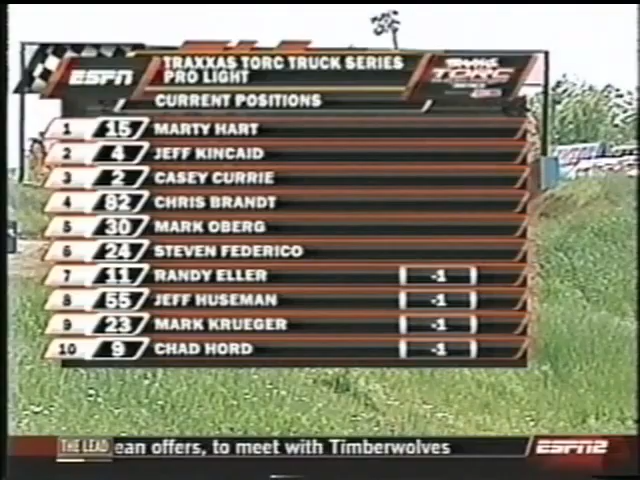 ESPN
TRAXXAS TORC TRUCK SERIES
PRO LIGHT
TRAXXAS
TORC
CURRENT POSITIONS
1 15 MARTY HART
2 4 JEFF KINCAID
3 2 CASEY CURRIE
4 82 CHRIS BRANDT
5 30 MARK OBERG
6 24 STEVEN FEDERICO
7 11 RANDY ELLER -1
8 55 JEFF HUSEMAN -1
9 23 MARK KRUEGER -1
10 9 CHAD HORD -1
THE LEAD ean offers, to meet with Timberwolves ESPN2